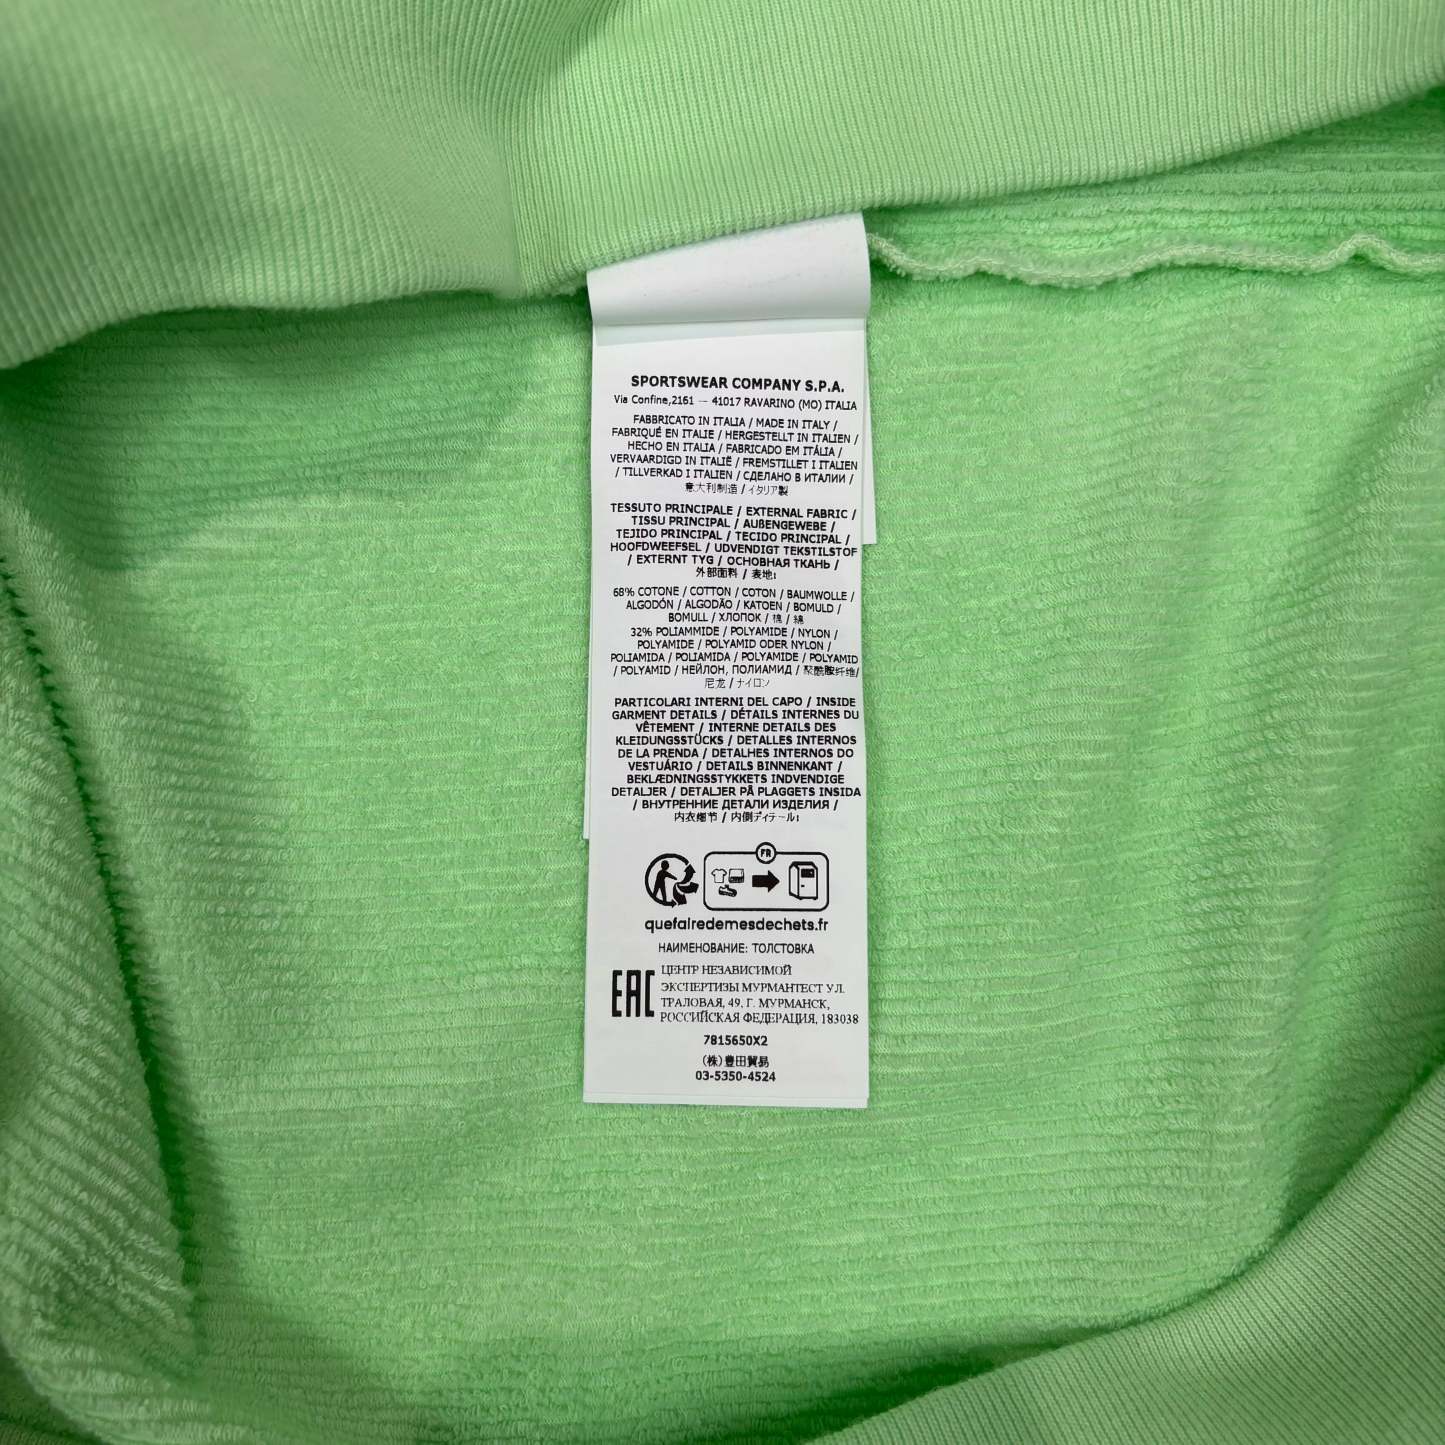 SPORTSWEAR COMPANY S.P.A.
Via Confine,2161 — 41017 RAVARINO (MO) ITALIA
FABBRICATO IN ITALIA / MADE IN ITALY /
FABRIQUÉ EN ITALIE / HERGESTELLT IN ITALIEN /
HECHO EN ITALIA / FABRICADO EM ITÁLIA /
VERVAARDIGD IN ITALIË / FREMSTILLET I ITALIEN
/ TILLVERKAD I ITALIEN / СДЕЛАНО В ИТАЛИИ /
意大利制造 / イタリア製
TESSUTO PRINCIPALE / EXTERNAL FABRIC /
TISSU PRINCIPAL / AUßENGEWEBE /
TEJIDO PRINCIPAL / TECIDO PRINCIPAL /
HOOFDWEEFSEL / UDVENDIGT TEKSTILSTOF
/ EXTERNT TYG / ОСНОВНАЯ ТКАНЬ /
外部面料 / 表地:
68% COTONE / COTTON / COTON / BAUMWOLLE /
ALGODÓN / ALGODÃO / KATOEN / BOMULD /
BOMULL / ХЛОПОК / 棉 / 綿
32% POLIAMMIDE / POLYAMIDE / NYLON /
POLYAMIDE / POLYAMID ODER NYLON /
POLIAMIDA / POLIAMIDA / POLYAMIDE / POLYAMID
/ POLYAMID / НЕЙЛОН, ПОЛИАМИД / 聚酰胺纤维/
尼龙 / ナイロン
PARTICOLARI INTERNI DEL CAPO / INSIDE
GARMENT DETAILS / DÉTAILS INTERNES DU
VÊTEMENT / INTERNE DETAILS DES
KLEIDUNGSSTÜCKS / DETALLES INTERNOS
DE LA PRENDA / DETALHES INTERNOS DO
VESTUÁRIO / DETAILS BINNENKANT /
BEKLÆDNINGSSTYKKETS INDVENDIGE
DETALJER / DETALJER PÅ PLAGGETS INSIDA
/ ВНУТРЕННИЕ ДЕТАЛИ ИЗДЕЛИЯ /
内衣细节 / 内側ディテール:
FR
quefairedemesdechets.fr
НАИМЕНОВАНИЕ: ТОЛСТОВКА
EAC
ЦЕНТР НЕЗАВИСИМОЙ
ЭКСПЕРТИЗЫ МУРМАНТЕСТ УЛ.
ТРАЛОВАЯ, 49, Г. МУРМАНСК,
РОССИЙСКАЯ ФЕДЕРАЦИЯ, 183038
7815650X2
(株)豊田貿易
03-5350-4524